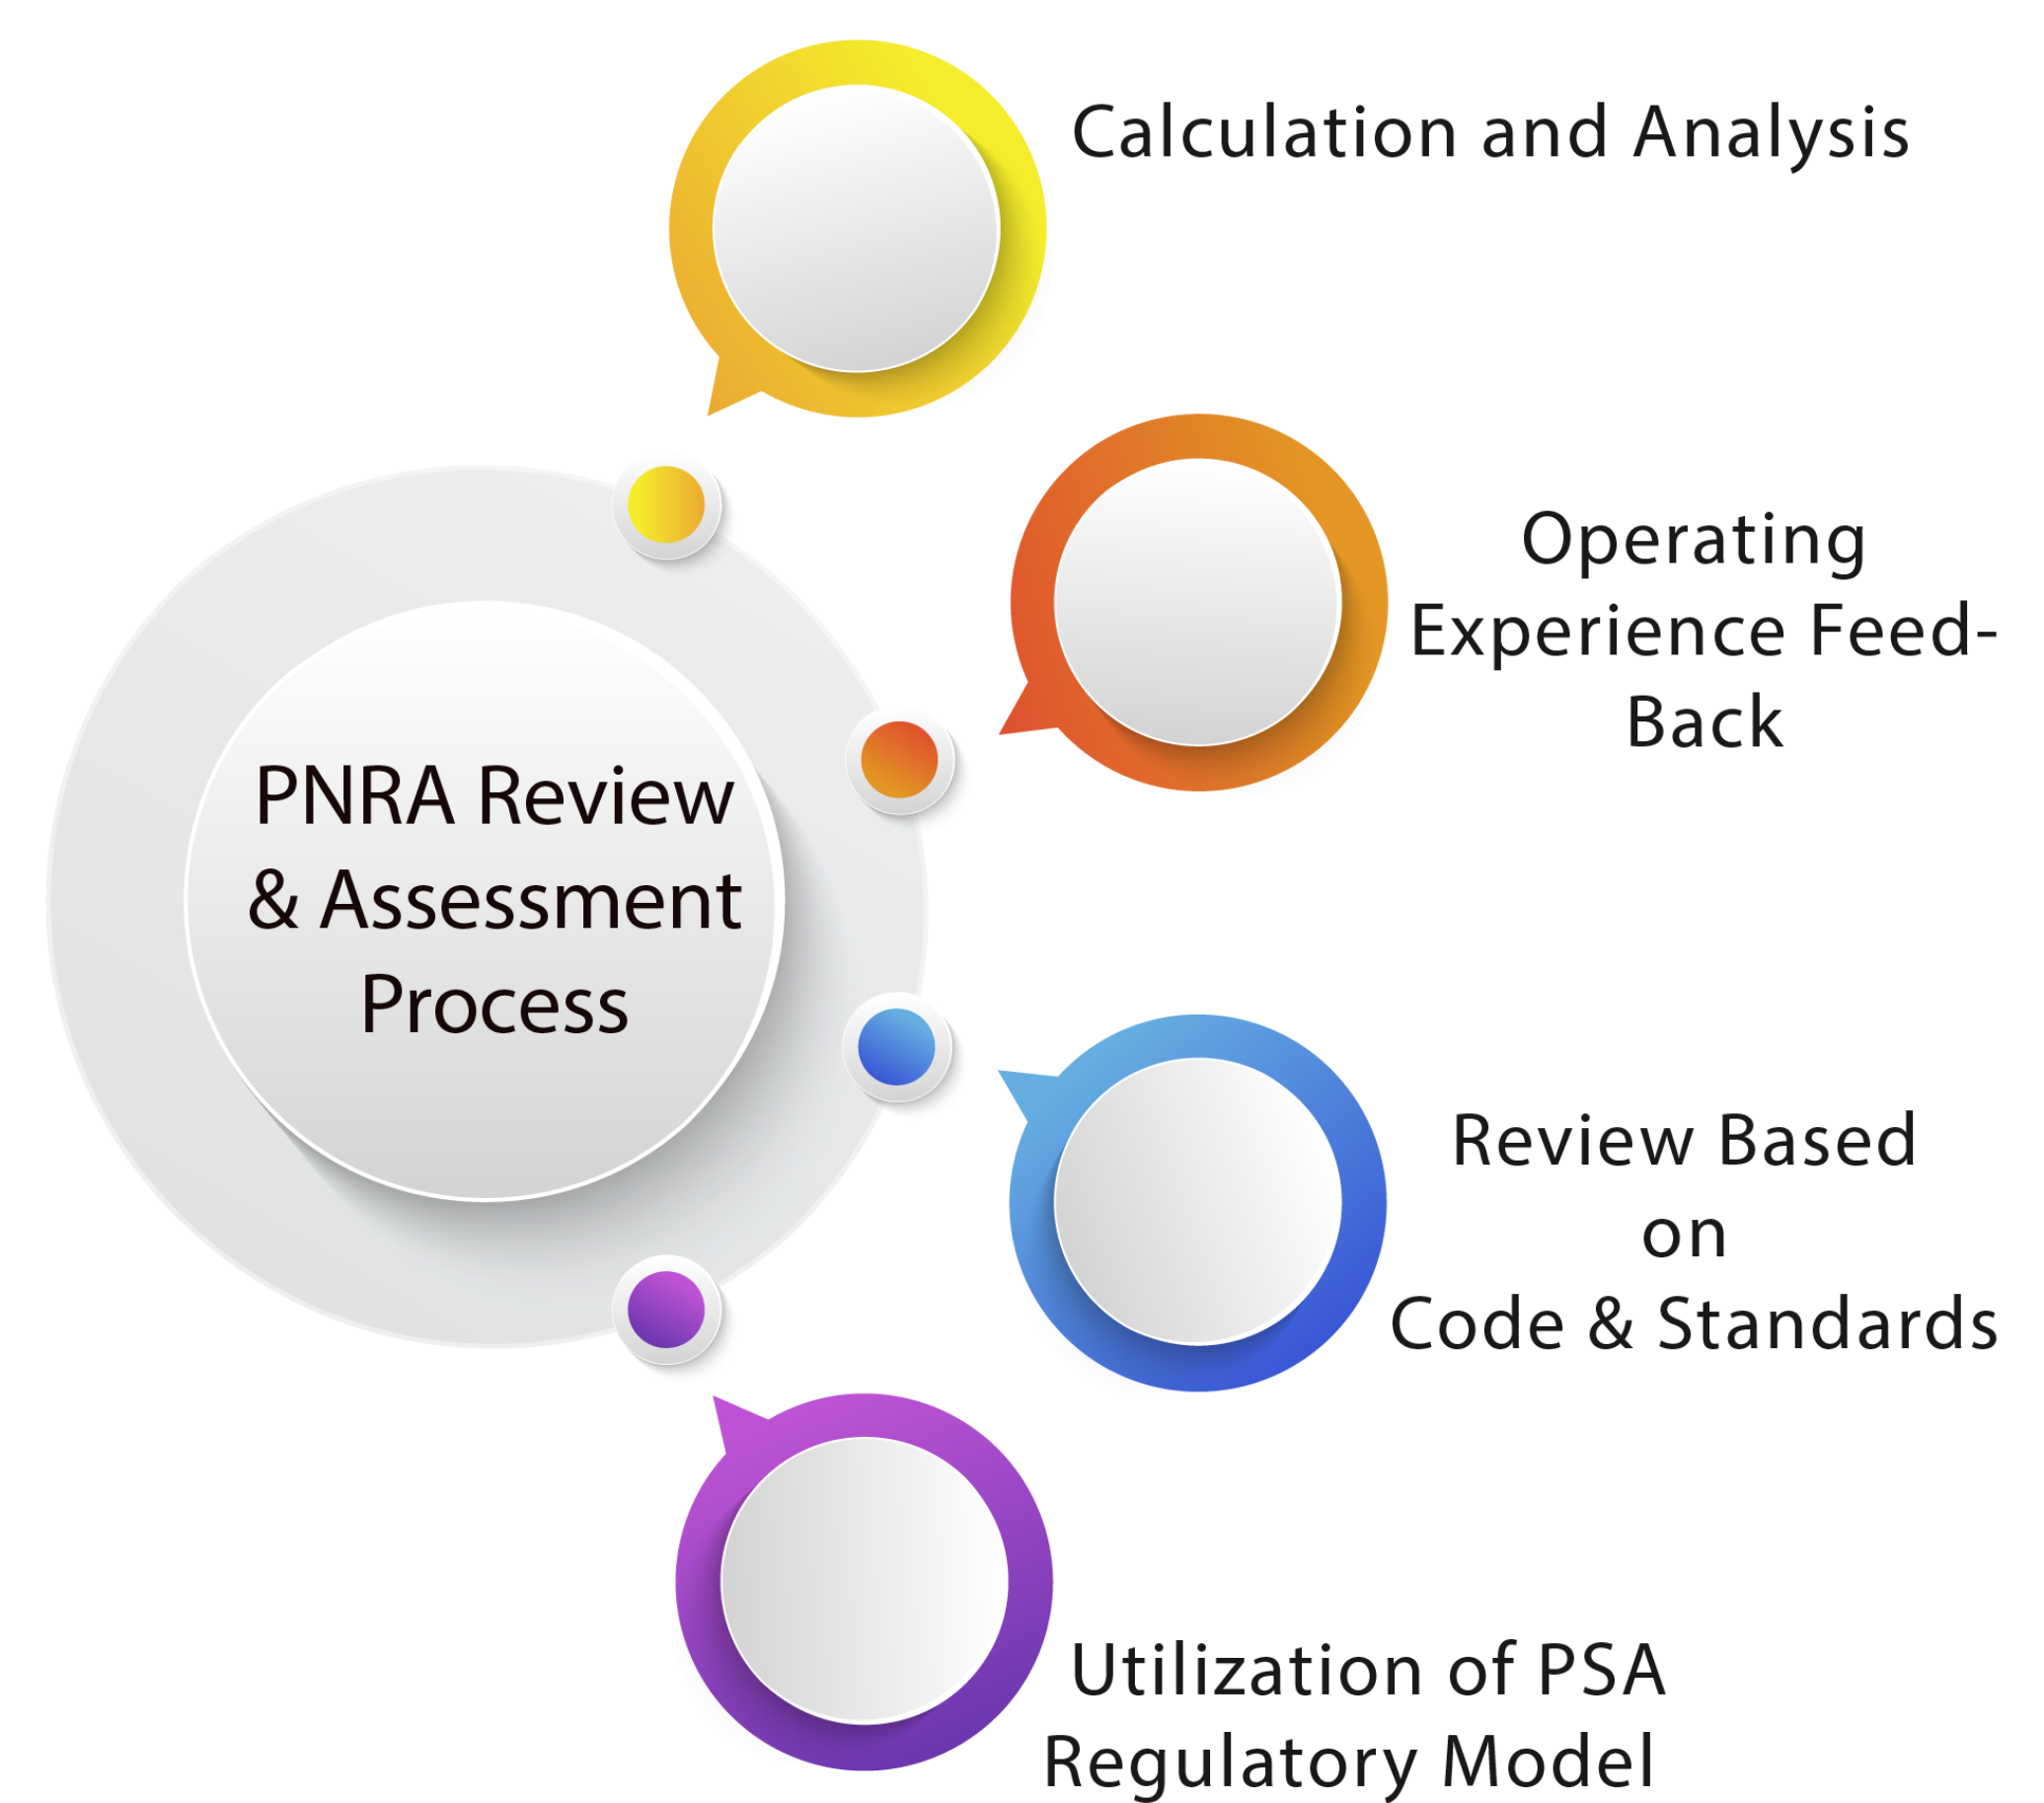 Calculation and Analysis
Operating
Experience Feed-
Back
PNRA Review
& Assessment
Process
Review Based
on
Code & Standards
Utilization of PSA
Regulatory Model